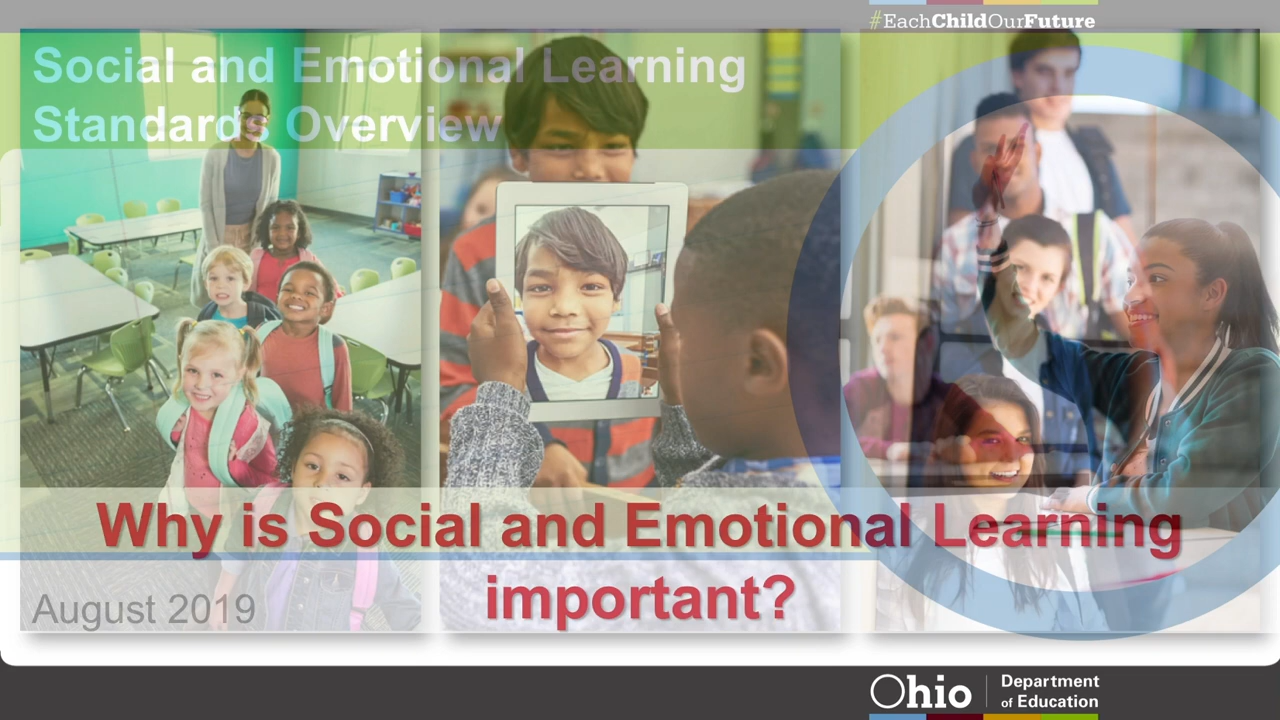 #EachChildOurFuture
Social and Emotional Learning
Standards Overview
Why is Social and Emotional Learning
important?
August 2019
Ohio
Department
of Education